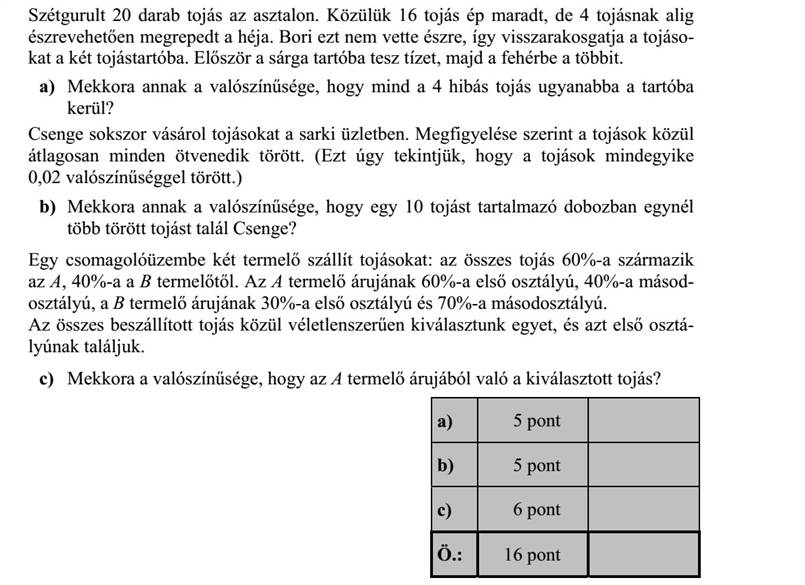 Szétgurult 20 darab tojás az asztalon. Közülük 16 tojás ép maradt, de 4 tojásnak alig
észrevehetően megrepedt a héja. Bori ezt nem vette észre, így visszarakosgatja a tojáso-
kat a két tojástartóba. Először a sárga tartóba tesz tízet, majd a fehérbe a többit.
a) Mekkora annak a valószínűsége, hogy mind a 4 hibás tojás ugyanabba a tartóba
kerül?
Csenge sokszor vásárol tojásokat a sarki üzletben. Megfigyelése szerint a tojások közül
átlagosan minden ötvenedik törött. (Ezt úgy tekintjük, hogy a tojások mindegyike
0,02 valószínűséggel törött.)
b) Mekkora annak a valószínűsége, hogy egy 10 tojást tartalmazó dobozban egynél
több törött tojást talál Csenge?
Egy csomagolóüzembe két termelő szállít tojásokat: az összes tojás 60%-a származik
az A, 40%-a a B termelőtől. Az A termelő árujának 60%-a első osztályú, 40%-a másod-
osztályú, a B termelő árujának 30%-a első osztályú és 70%-a másodosztályú.
Az összes beszállított tojás közül véletlenszerűen kiválasztunk egyet, és azt első osztá-
lyúnak találjuk.
c) Mekkora a valószínűsége, hogy az A termelő árujából való a kiválasztott tojás?
a) 5 pont
b) 5 pont
c) 6 pont
Ö.: 16 pont